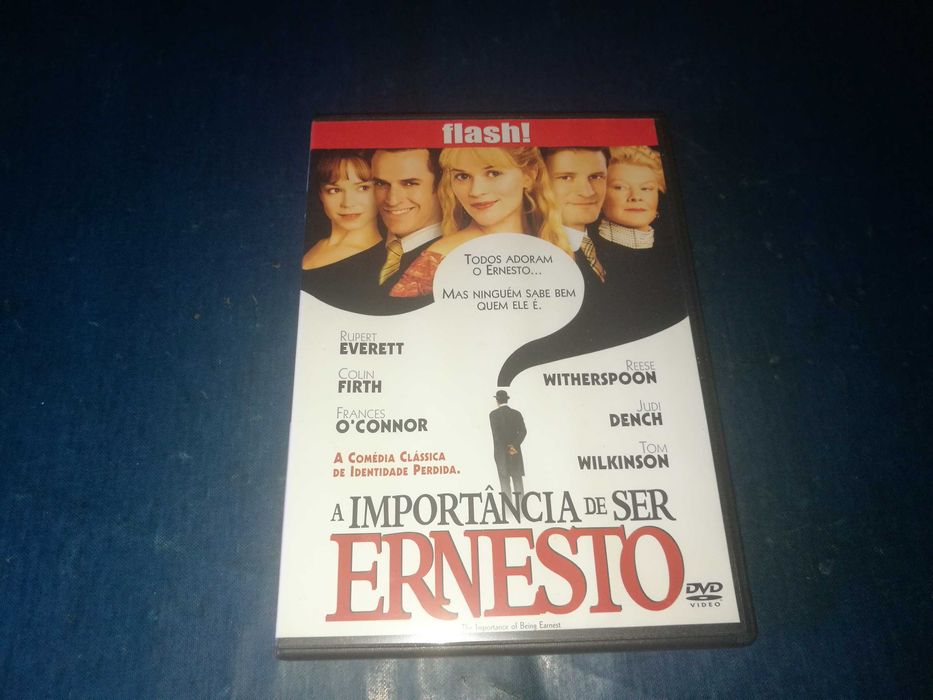 flash!
TODOS ADORAM
O ERNESTO...
MAS NINGUÉM SABE BEM
QUEM ELE É.
RUPERT
EVERETT
COLIN
FIRTH
FRANCES
O'CONNOR
REESE
WITHERSPOON
JUDI
DENCH
TOM
WILKINSON
A COMÉDIA CLÁSSICA
DE IDENTIDADE PERDIDA.
A IMPORTÂNCIA DE SER
ERNESTO
The Importance of Being Earnest
DVD
VIDEO